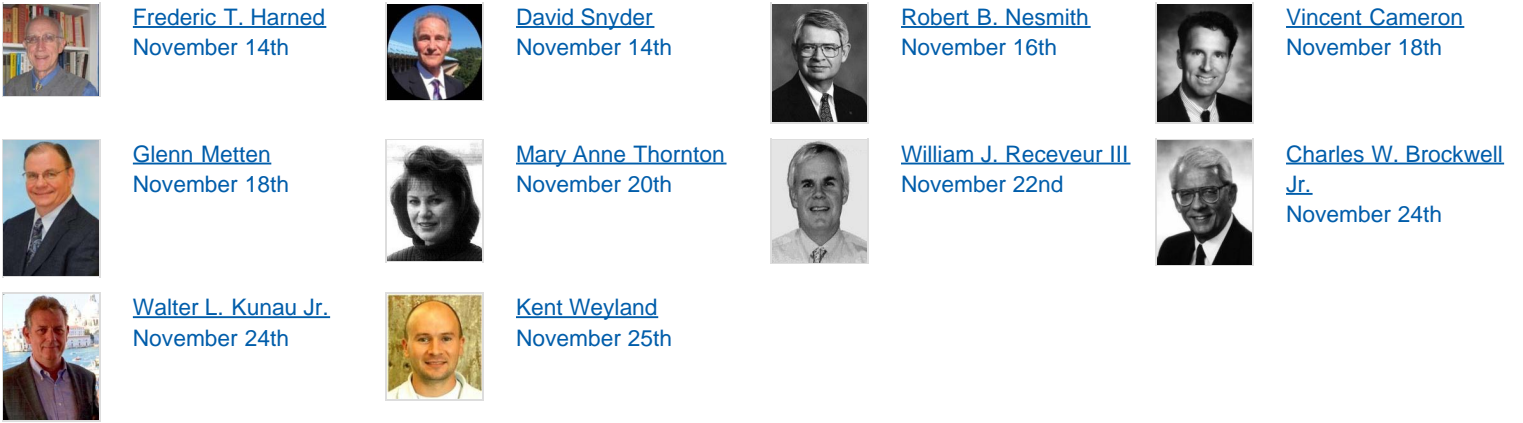 Frederic T. Harned
November 14th
David Snyder
November 14th
Robert B. Nesmith
November 16th
Vincent Cameron
November 18th
Glenn Metten
November 18th
Mary Anne Thornton
November 20th
William J. Receveur III
November 22nd
Charles W. Brockwell
Jr.
November 24th
Walter L. Kunau Jr.
November 24th
Kent Weyland
November 25th